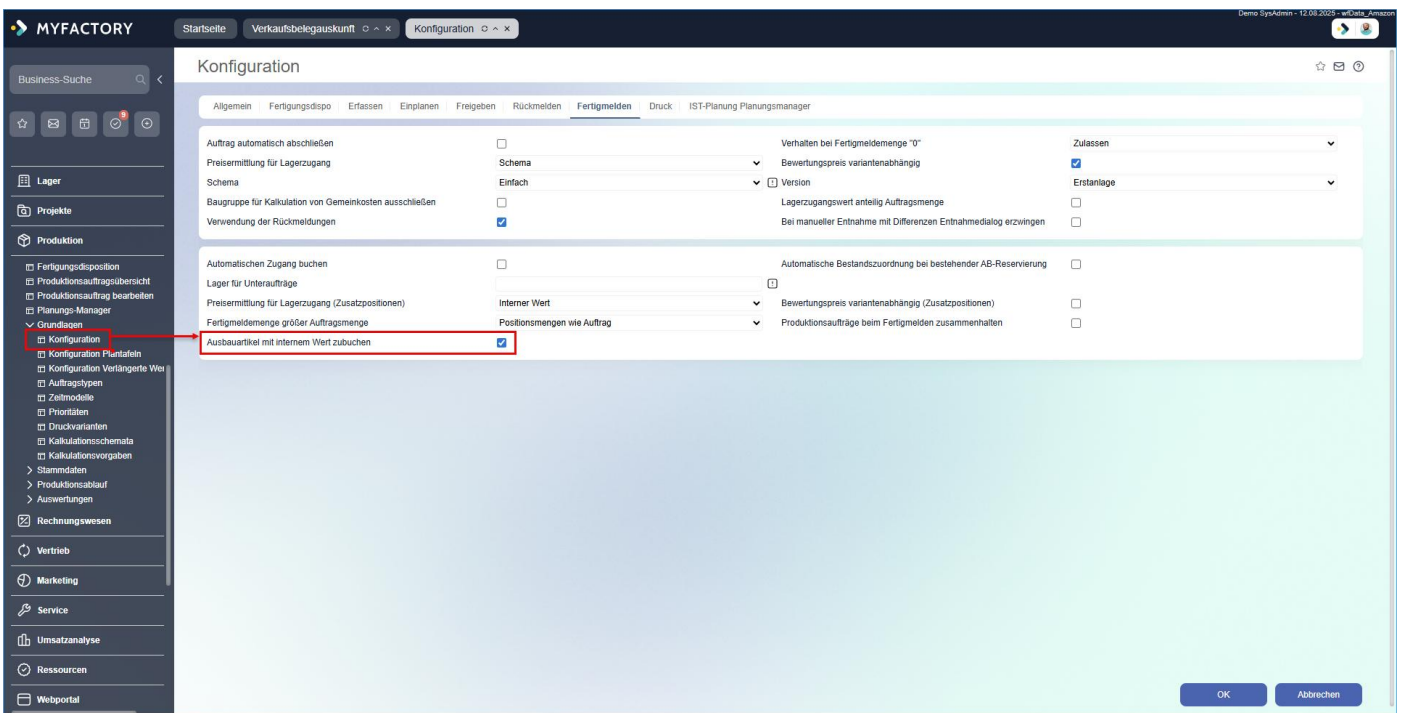 Demo SysAdmin - 12.08.2025 - wfData_Amazon
MYFACTORY
Startseite
Verkaufsbelegauskunft
Konfiguration
Business-Suche
9
Lager
Projekte
Produktion
Fertigungsdisposition
Produktionsauftragsübersicht
Produktionsauftrag bearbeiten
Planungs-Manager
Grundlagen
Konfiguration
Konfiguration Plantafeln
Konfiguration Verlängerte Wer
Auftragstypen
Zeitmodelle
Prioritäten
Druckvarianten
Kalkulationsschemata
Kalkulationsvorgaben
Stammdaten
Produktionsablauf
Auswertungen
Rechnungswesen
Vertrieb
Marketing
Service
Umsatzanalyse
Ressourcen
Webportal
Konfiguration
Allgemein Fertigungsdispo Erfassen Einplanen Freigeben Rückmelden Fertigmelden Druck IST-Planung Planungsmanager
Auftrag automatisch abschließen
Verhalten bei Fertigmeldemenge "0" Zulassen
Preisermittlung für Lagerzugang Schema
Bewertungspreis variantenabhängig
Schema Einfach
Version Erstanlage
Baugruppe für Kalkulation von Gemeinkosten ausschließen
Lagerzugangswert anteilig Auftragsmenge
Verwendung der Rückmeldungen
Bei manueller Entnahme mit Differenzen Entnahmedialog erzwingen
Automatischen Zugang buchen
Automatische Bestandszuordnung bei bestehender AB-Reservierung
Lager für Unteraufträge
Preisermittlung für Lagerzugang (Zusatzpositionen) Interner Wert
Bewertungspreis variantenabhängig (Zusatzpositionen)
Fertigmeldemenge größer Auftragsmenge Positionsmengen wie Auftrag
Produktionsaufträge beim Fertigmelden zusammenhalten
Ausbauartikel mit internem Wert zubuchen
OK
Abbrechen